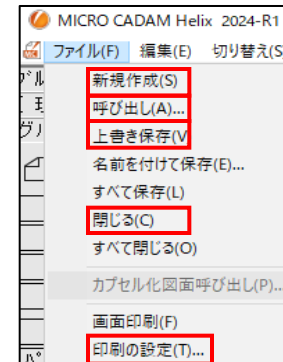 MICRO CADAM Helix 2024-R1
ファイル(F) 編集(E) 切り替え(S
新規作成(S)
呼び出し(A)...
上書き保存(V
名前を付けて保存(E)...
すべて保存(L)
閉じる(C)
すべて閉じる(O)
カプセル化図面呼び出し(P)...
画面印刷(F)
印刷の設定(T)...